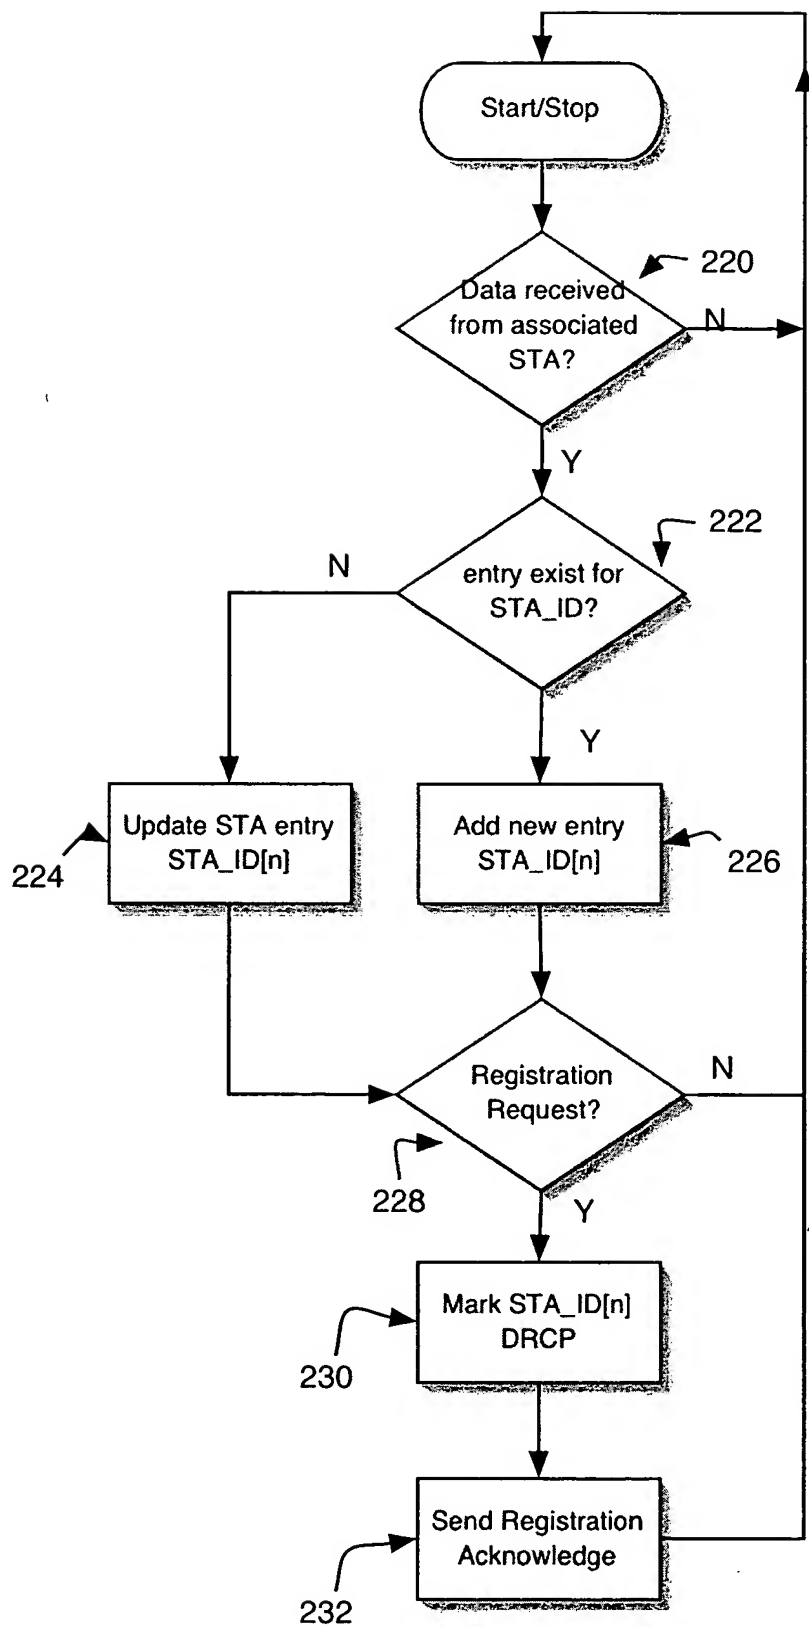 Start/Stop
220
Data received
from associated
STA?
N
Y
222
entry exist for
STA_ID?
N
Y
Update STA entry
STA_ID[n]
224
Add new entry
STA_ID[n]
226
Registration
Request?
N
228
Y
Mark STA_ID[n]
DRCP
230
Send Registration
Acknowledge
232